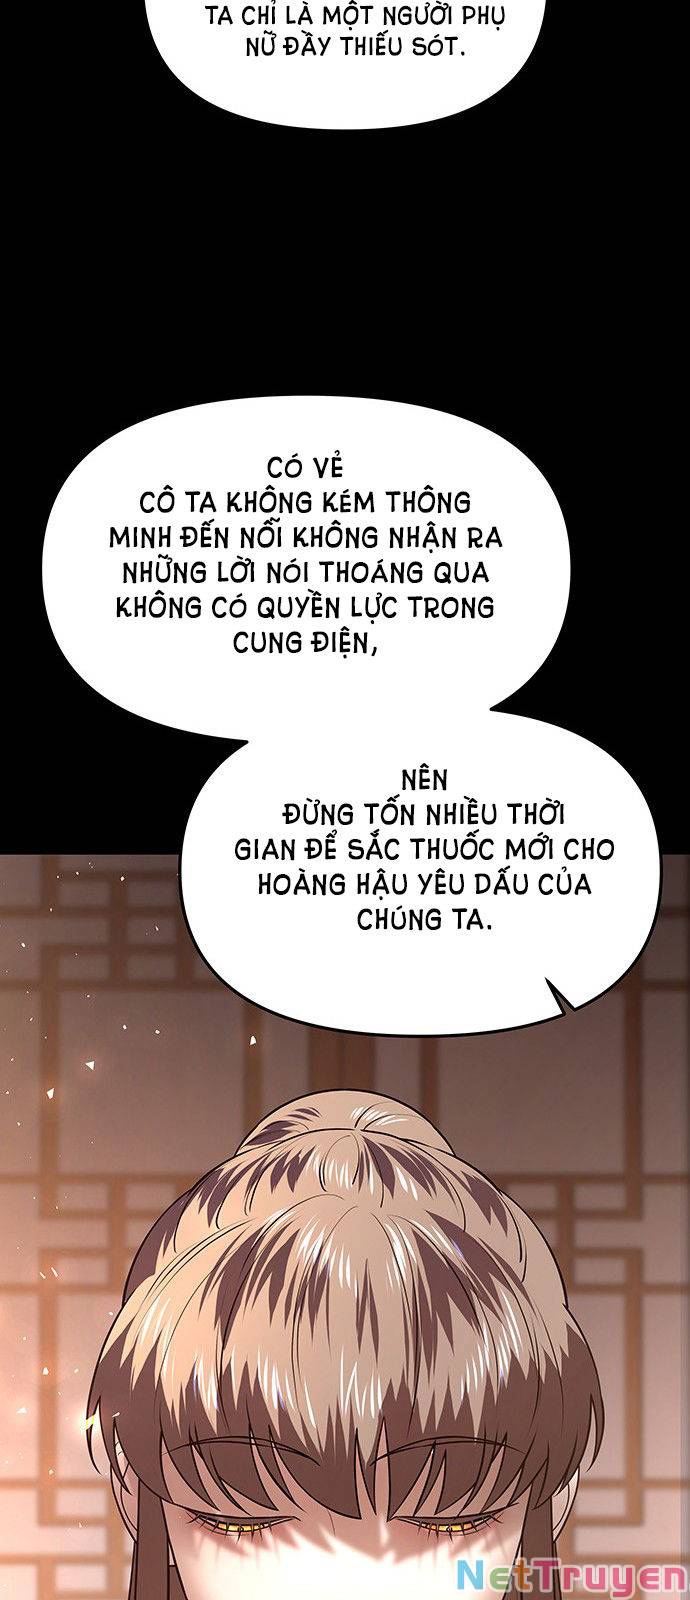 TA CHỈ LÀ MỘT NGƯỜI PHỤ
NỮ ĐẦY THIẾU SÓT.
CÓ VẺ
CÔ TA KHÔNG KÉM THÔNG
MINH ĐẾN NỖI KHÔNG NHẬN RA
NHỮNG LỜI NÓI THOÁNG QUA
KHÔNG CÓ QUYỀN LỰC TRONG
CUNG ĐIỆN,
NÊN
ĐỪNG TỐN NHIỀU THỜI
GIAN ĐỂ SẮC THUỐC MỚI CHO
HOÀNG HẬU YÊU DẤU CỦA
CHÚNG TA.
NetTruyen